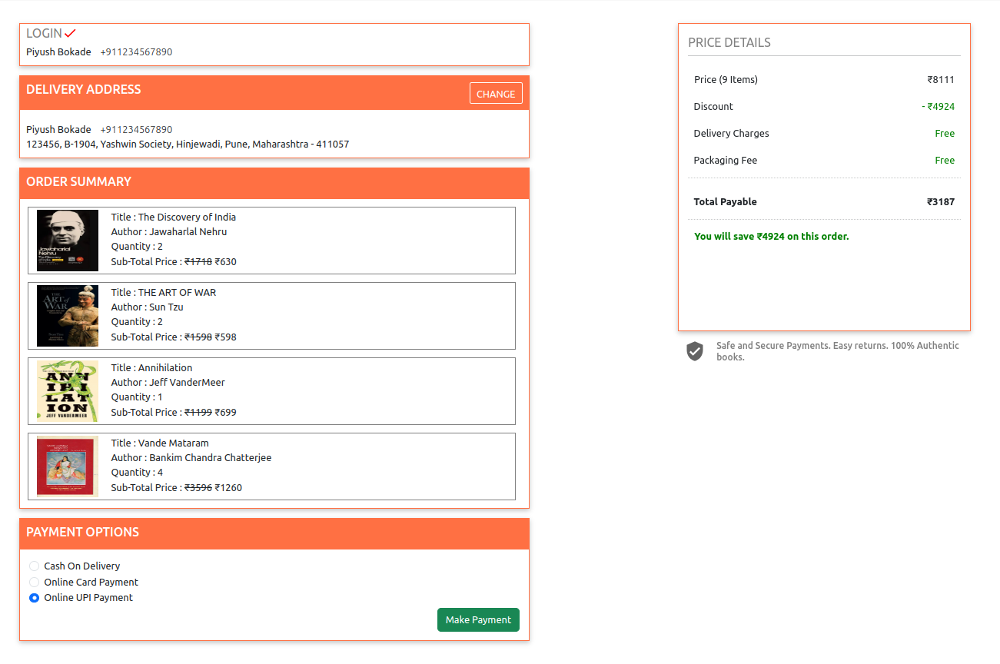 LOGIN
Piyush Bokade +911234567890
DELIVERY ADDRESS
CHANGE
Piyush Bokade +911234567890
123456, B-1904, Yashwin Society, Hinjewadi, Pune, Maharashtra - 411057
ORDER SUMMARY
Jawaharlal
Nehru
The Discovery
of India
Title : The Discovery of India
Author : Jawaharlal Nehru
Quantity : 2
Sub-Total Price : ₹1718 ₹630
THE
ART of
WAR
Title : THE ART OF WAR
Author : Sun Tzu
Quantity : 2
Sub-Total Price : ₹1598 ₹598
ANN
IHI
LAT
ION
JEFF VANDERMEER
Title : Annihilation
Author : Jeff VanderMeer
Quantity : 1
Sub-Total Price : ₹1199 ₹699
Title : Vande Mataram
Author : Bankim Chandra Chatterjee
Quantity : 4
Sub-Total Price : ₹3596 ₹1260
PAYMENT OPTIONS
Cash On Delivery
Online Card Payment
Online UPI Payment
Make Payment
PRICE DETAILS
Price (9 Items) ₹8111
Discount - ₹4924
Delivery Charges Free
Packaging Fee Free
Total Payable ₹3187
You will save ₹4924 on this order.
Safe and Secure Payments. Easy returns. 100% Authentic
books.